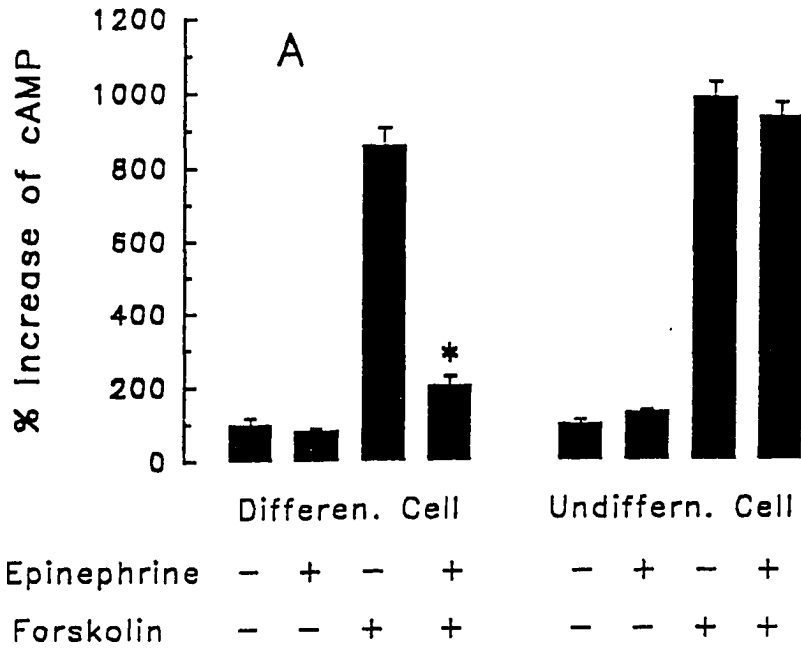 A
% Increase of cAMP
1200
1000
800
600
400
200
0
*
Differen. Cell
Undiffern. Cell
Epinephrine − + − + − + − +
Forskolin − − + + − − + +